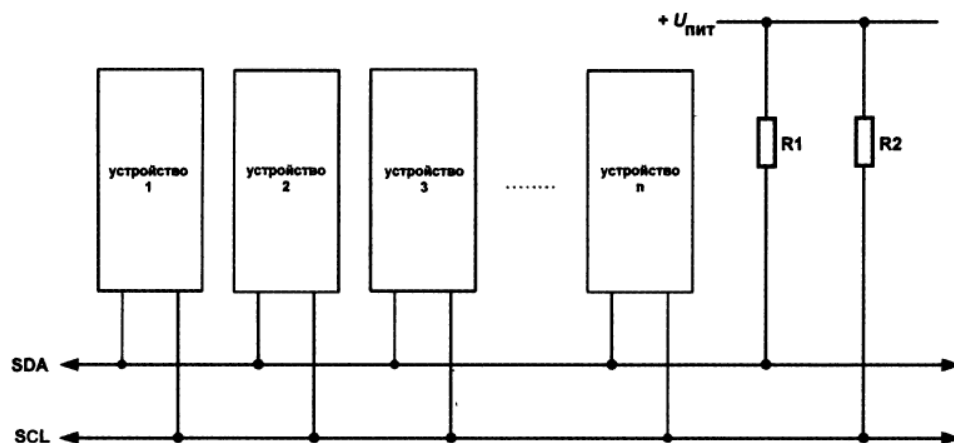 + Uпит
устройство
1
устройство
2
устройство
3
........
устройство
n
R1
R2
SDA
SCL